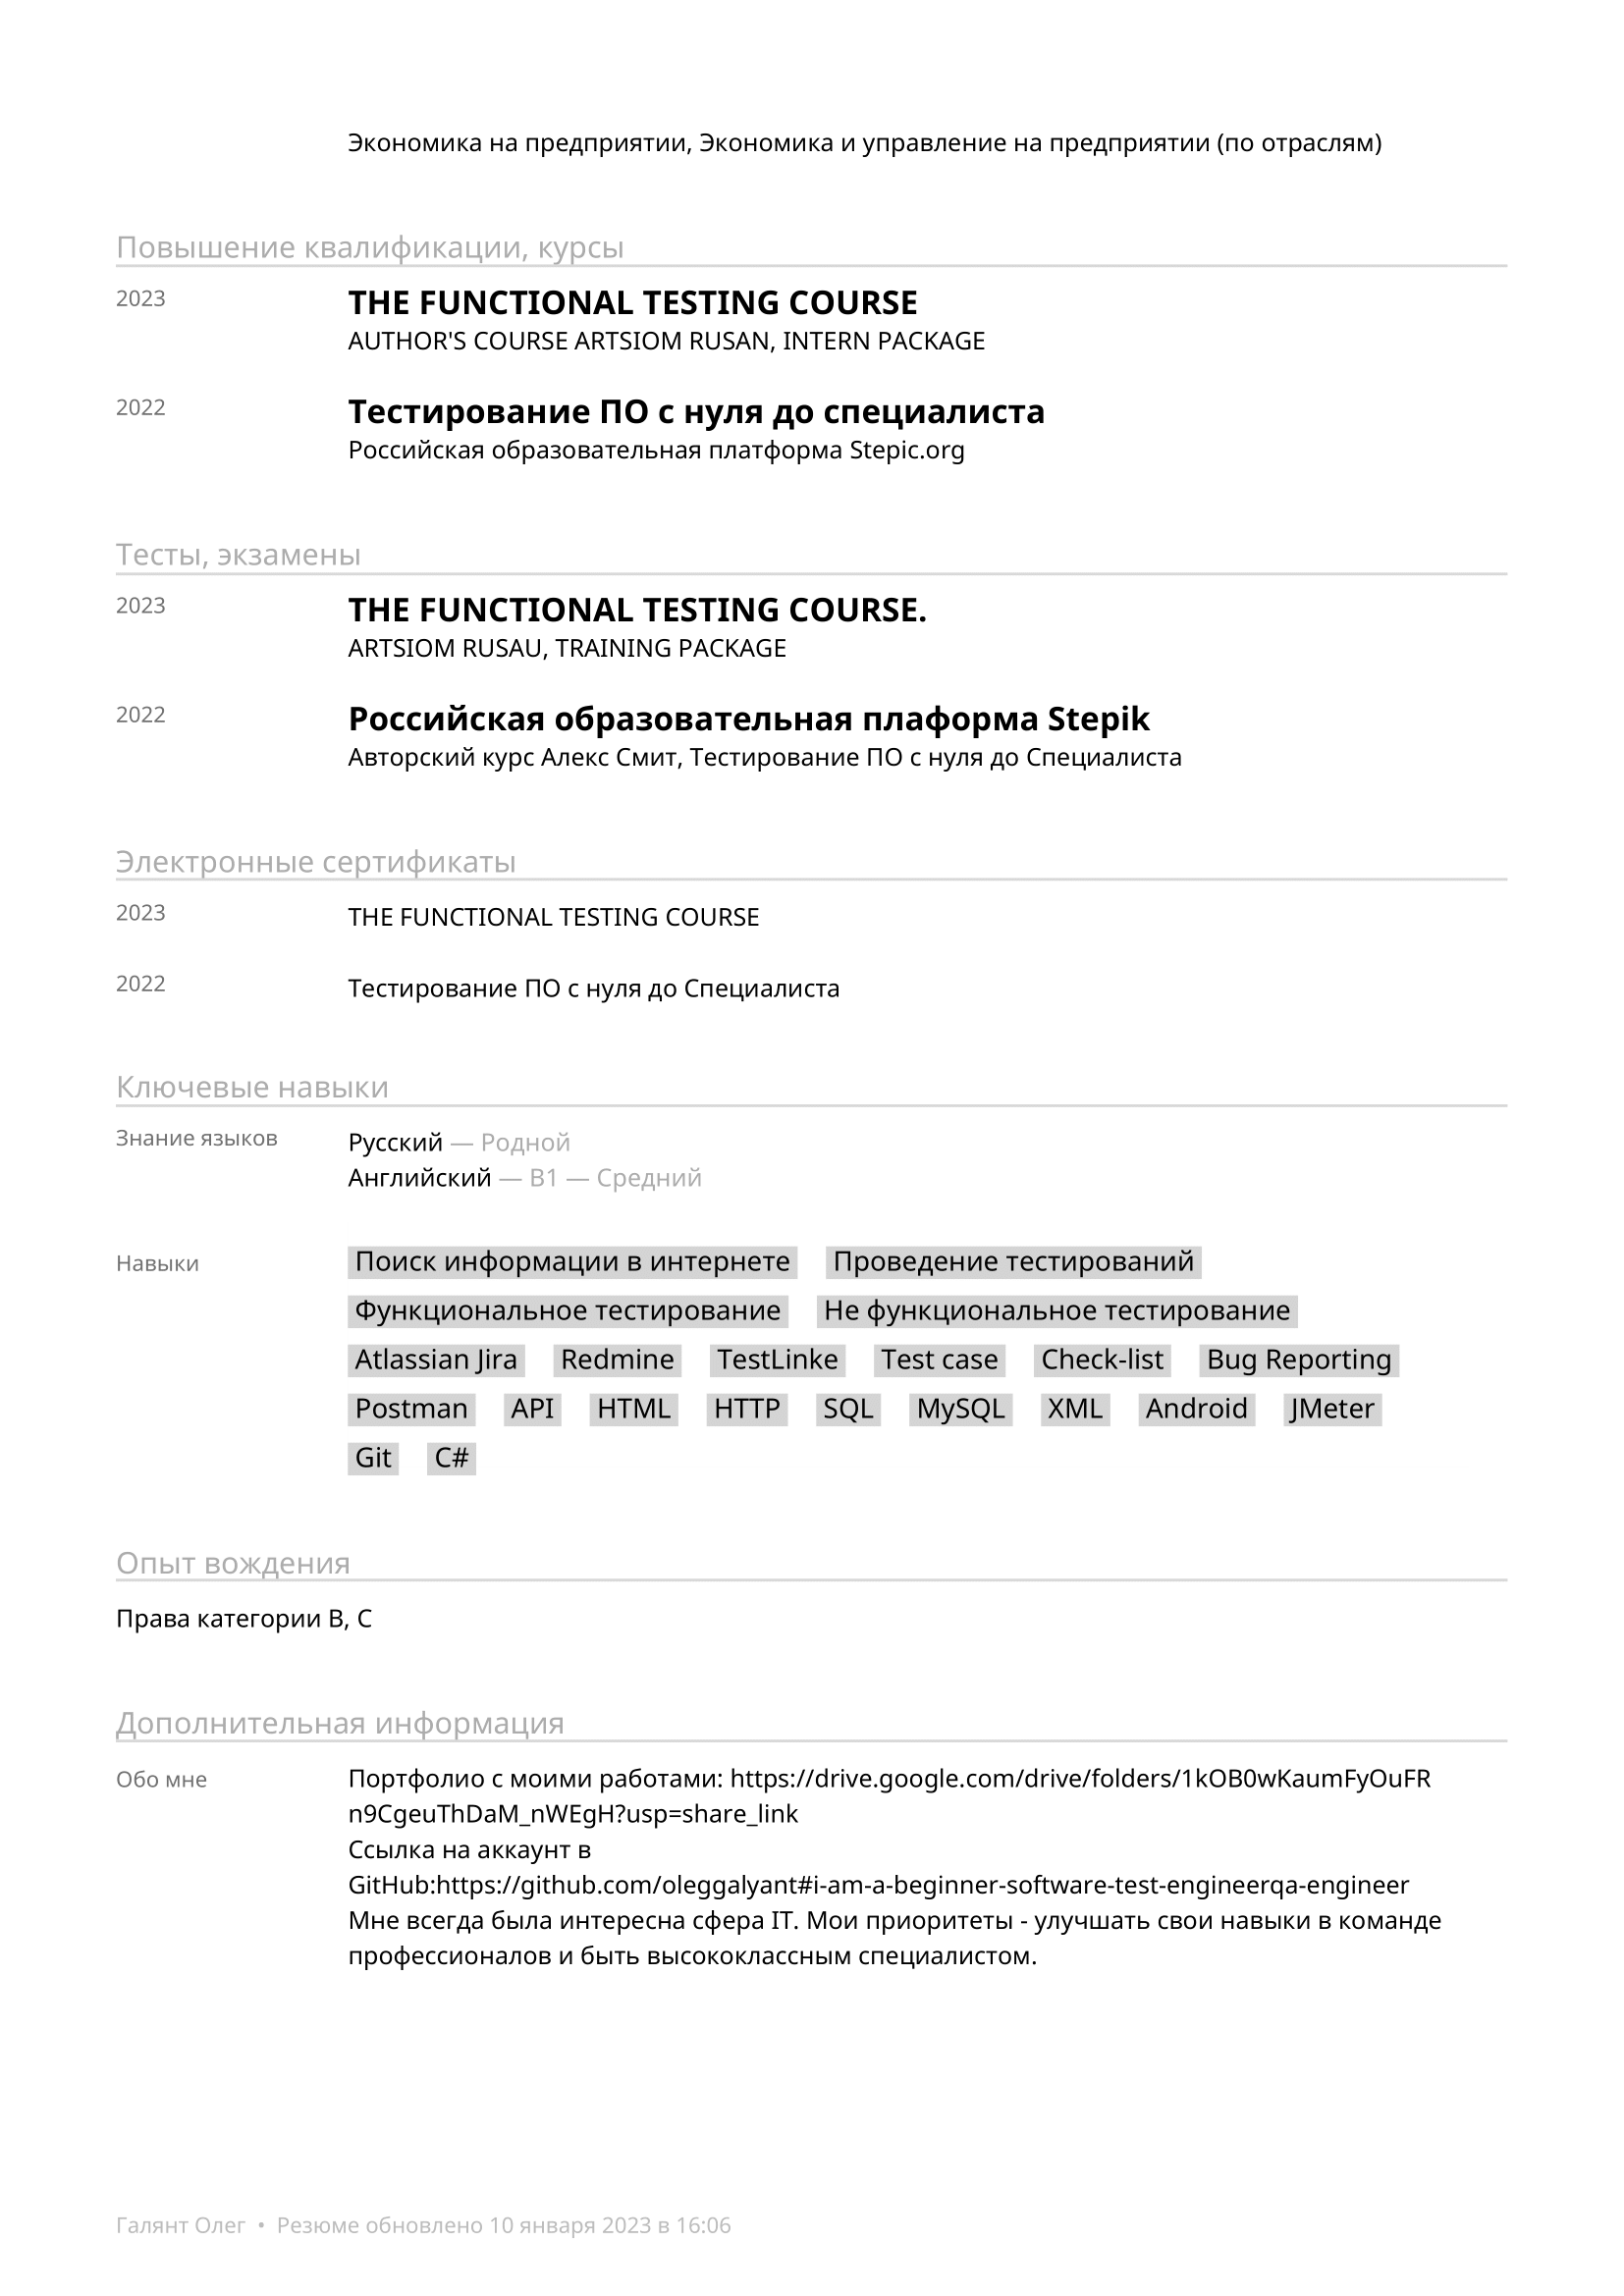 Экономика на предприятии, Экономика и управление на предприятии (по отраслям)
Повышение квалификации, курсы
2023
THE FUNCTIONAL TESTING COURSE
AUTHOR'S COURSE ARTSIOM RUSAN, INTERN PACKAGE
2022
Тестирование ПО с нуля до специалиста
Российская образовательная платформа Stepic.org
Тесты, экзамены
2023
THE FUNCTIONAL TESTING COURSE.
ARTSIOM RUSAU, TRAINING PACKAGE
2022
Российская образовательная плаформа Stepik
Авторский курс Алекс Смит, Тестирование ПО с нуля до Специалиста
Электронные сертификаты
2023
THE FUNCTIONAL TESTING COURSE
2022
Тестирование ПО с нуля до Специалиста
Ключевые навыки
Знание языков
Русский — Родной
Английский — B1 — Средний
Навыки
Поиск информации в интернете Проведение тестирований
Функциональное тестирование Не функциональное тестирование
Atlassian Jira Redmine TestLinke Test case Check-list Bug Reporting
Postman API HTML HTTP SQL MySQL XML Android JMeter
Git C#
Опыт вождения
Права категории B, C
Дополнительная информация
Обо мне
Портфолио с моими работами: https://drive.google.com/drive/folders/1kOB0wKaumFyOuFR
n9CgeuThDaM_nWEgH?usp=share_link
Ссылка на аккаунт в
GitHub:https://github.com/oleggalyant#i-am-a-beginner-software-test-engineerqa-engineer
Мне всегда была интересна сфера IT. Мои приоритеты - улучшать свои навыки в команде
профессионалов и быть высококлассным специалистом.
Галянт Олег • Резюме обновлено 10 января 2023 в 16:06